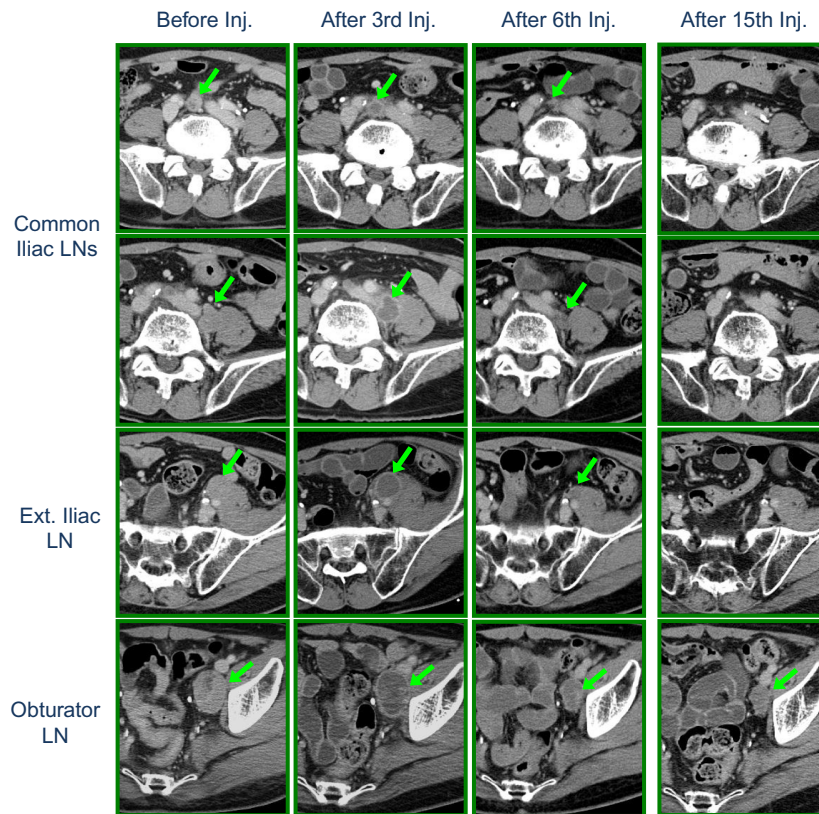 Before Inj.
After 3rd Inj.
After 6th Inj.
After 15th Inj.
Common
Iliac LNs
Ext. Iliac
LN
Obturator
LN